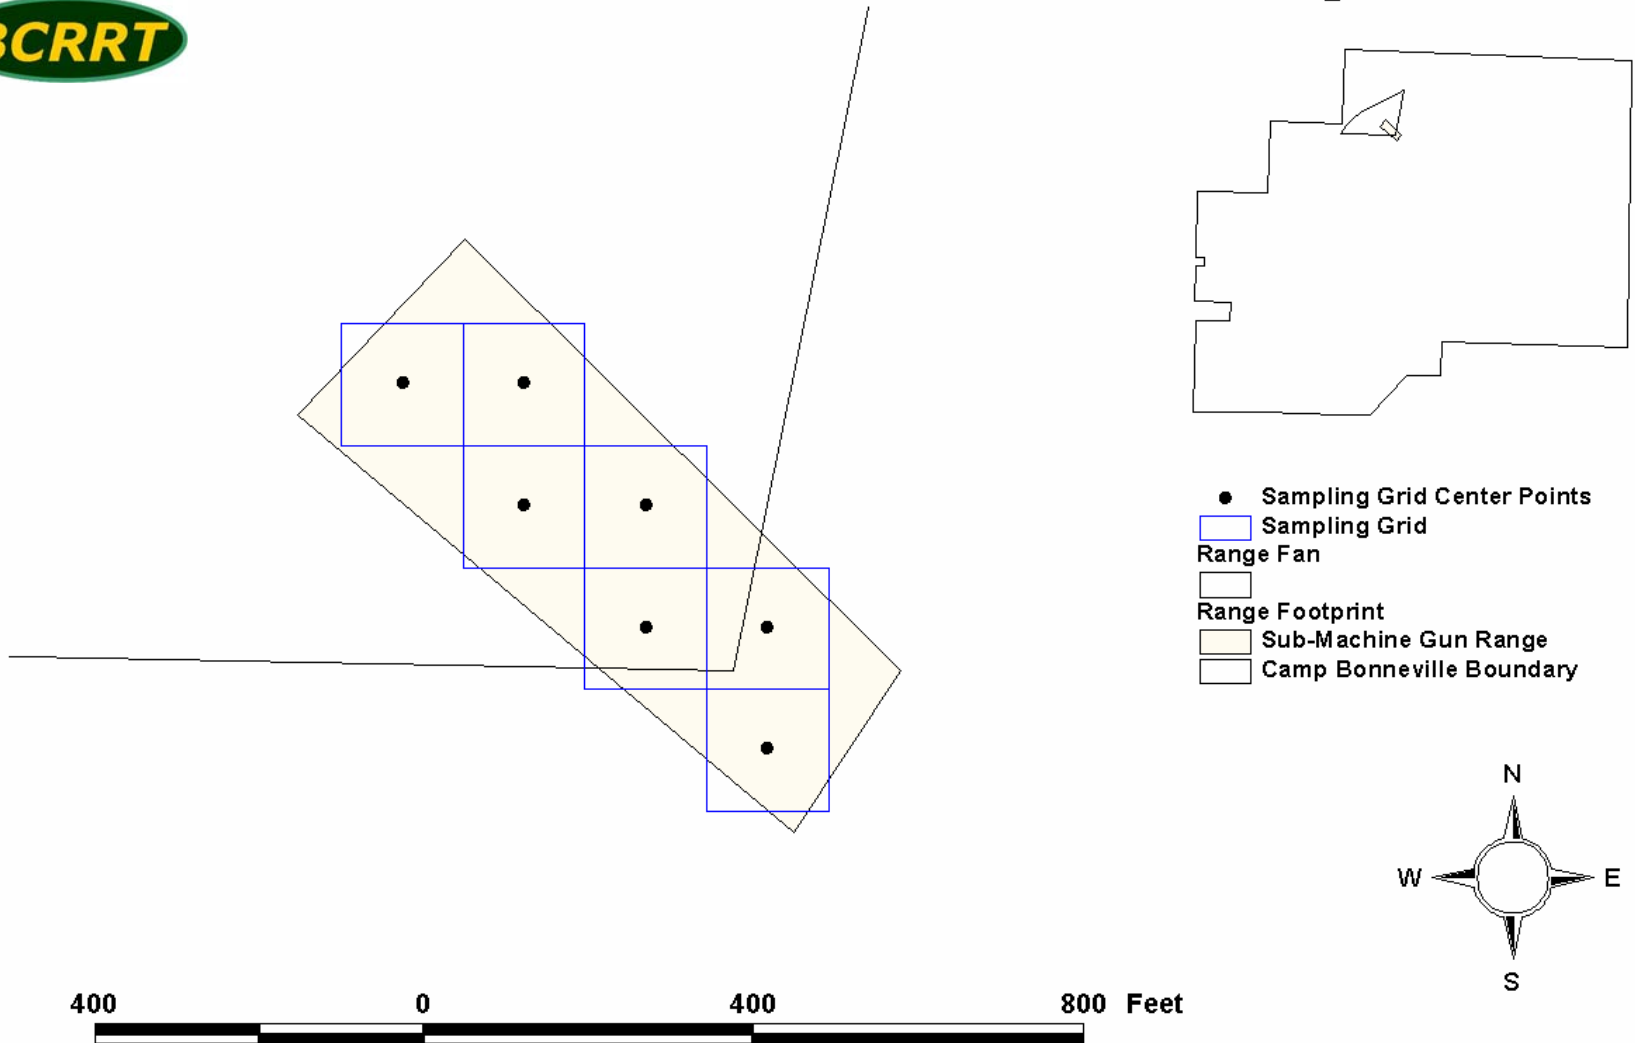 BCRRT
Sampling Grid Center Points
Sampling Grid
Range Fan
Range Footprint
Sub-Machine Gun Range
Camp Bonneville Boundary
N
W E
S
400 0 400 800 Feet